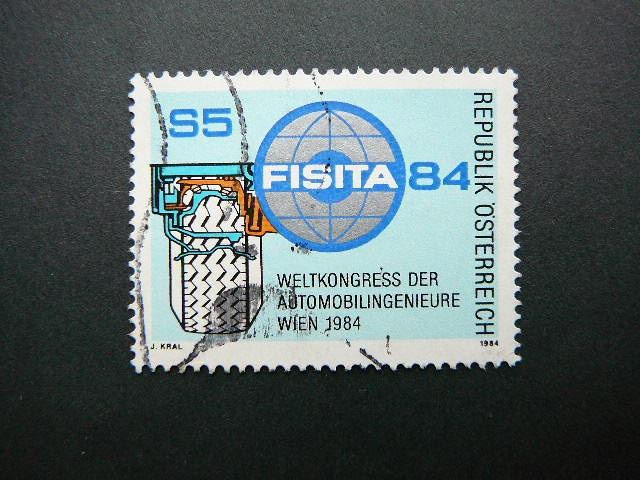 S5
FISITA 84
REPUBLIK ÖSTERREICH
WELTKONGRESS DER
AUTOMOBILINGENIEURE
WIEN 1984
J. KRAL
1984